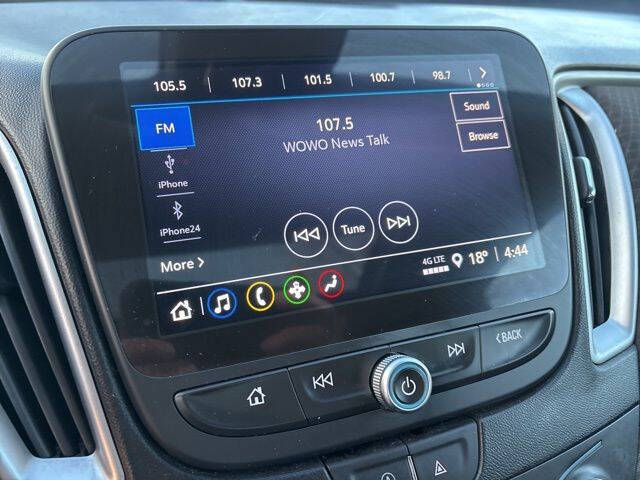 105.5 107.3 101.5 100.7 98.7
FM
107.5
WOWO News Talk
Sound
Browse
iPhone
iPhone24
Tune
More
4G LTE 18° 4:44
BACK